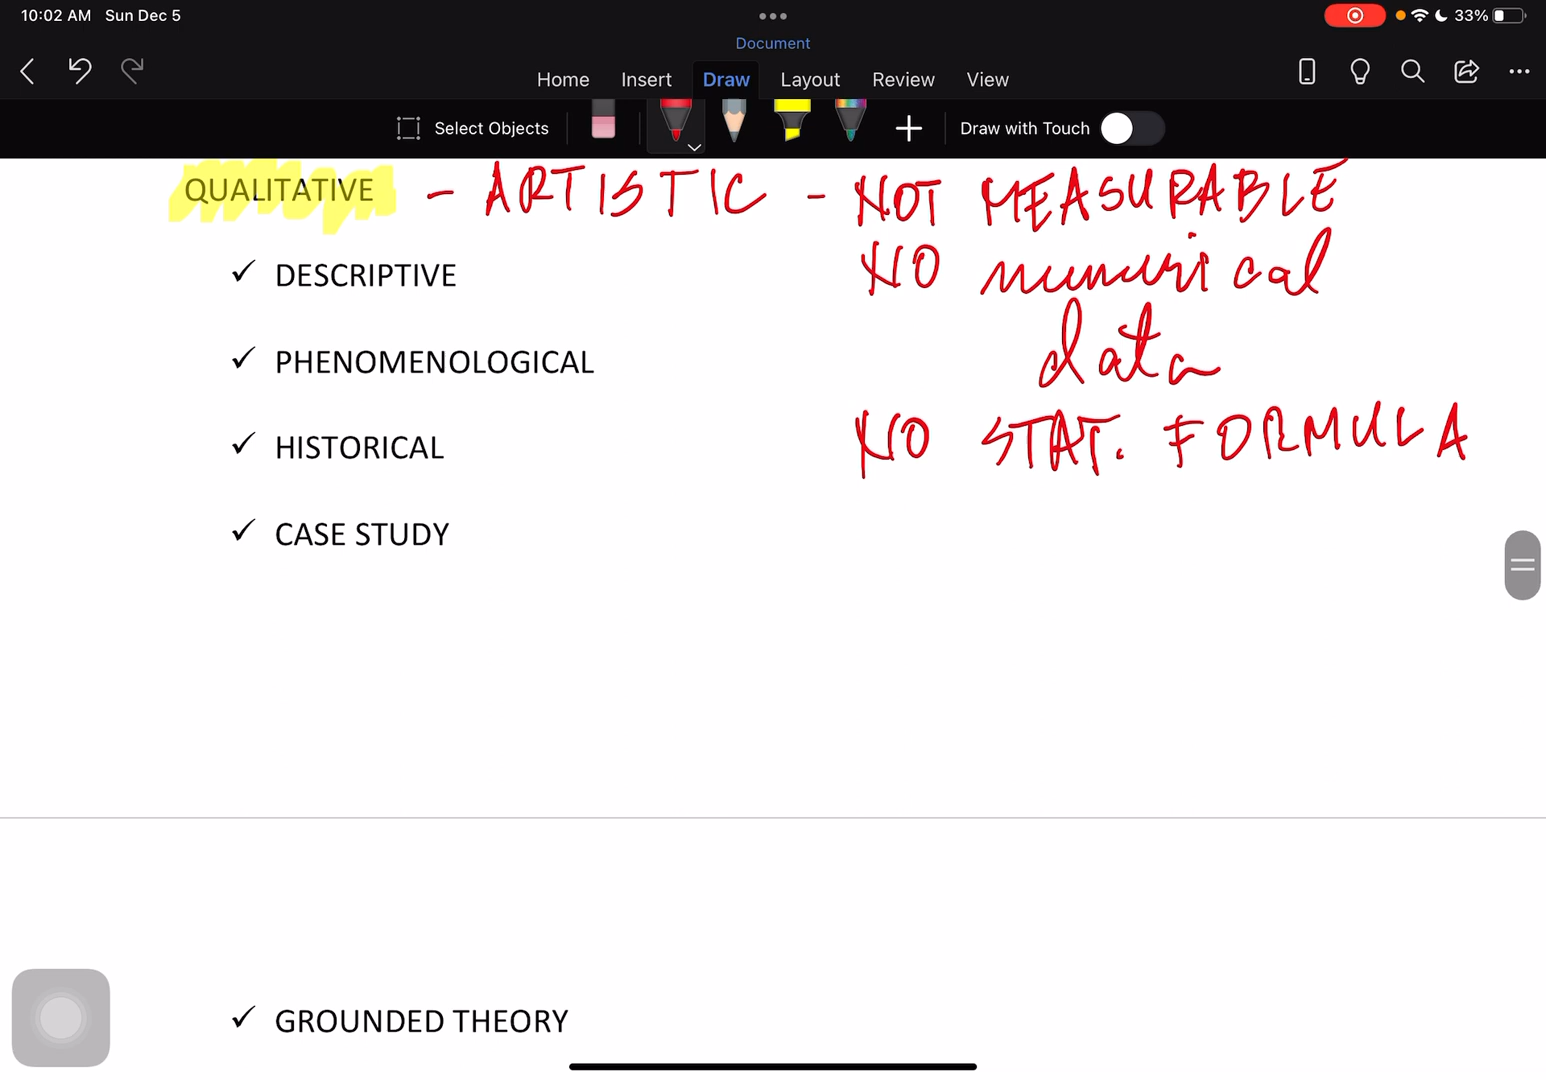 10:02 AM Sun Dec 5
33%
Document
Home Insert Draw Layout Review View
Select Objects
Draw with Touch
QUALITATIVE - ARTISTIC - NOT MEASURABLE
✓ DESCRIPTIVE NO numerical
data
✓ PHENOMENOLOGICAL
✓ HISTORICAL NO STAT. FORMULA
✓ CASE STUDY
✓ GROUNDED THEORY